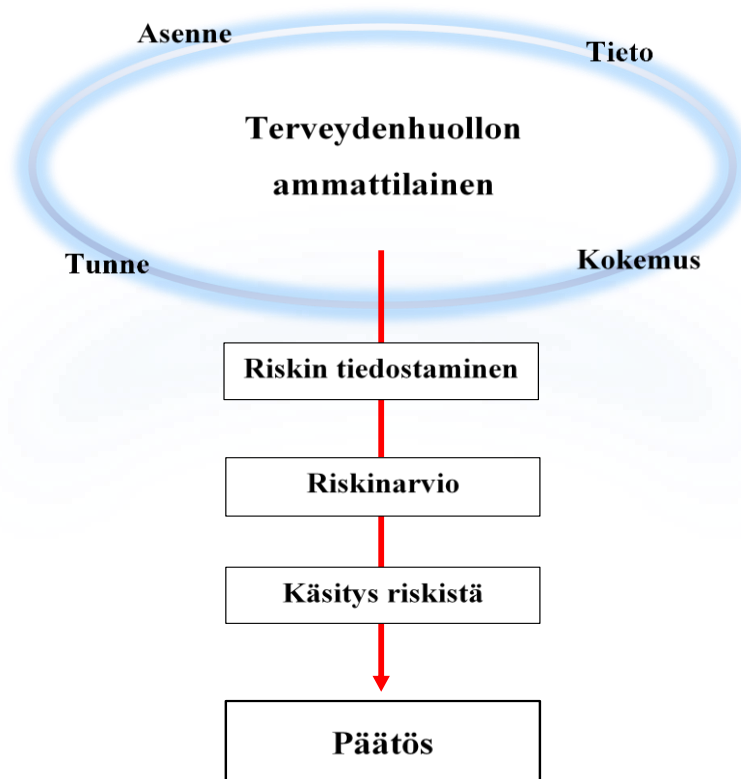 Asenne
Tieto
Terveydenhuollon
ammattilainen
Tunne
Kokemus
Riskin tiedostaminen
Riskinarvio
Käsitys riskistä
Päätös